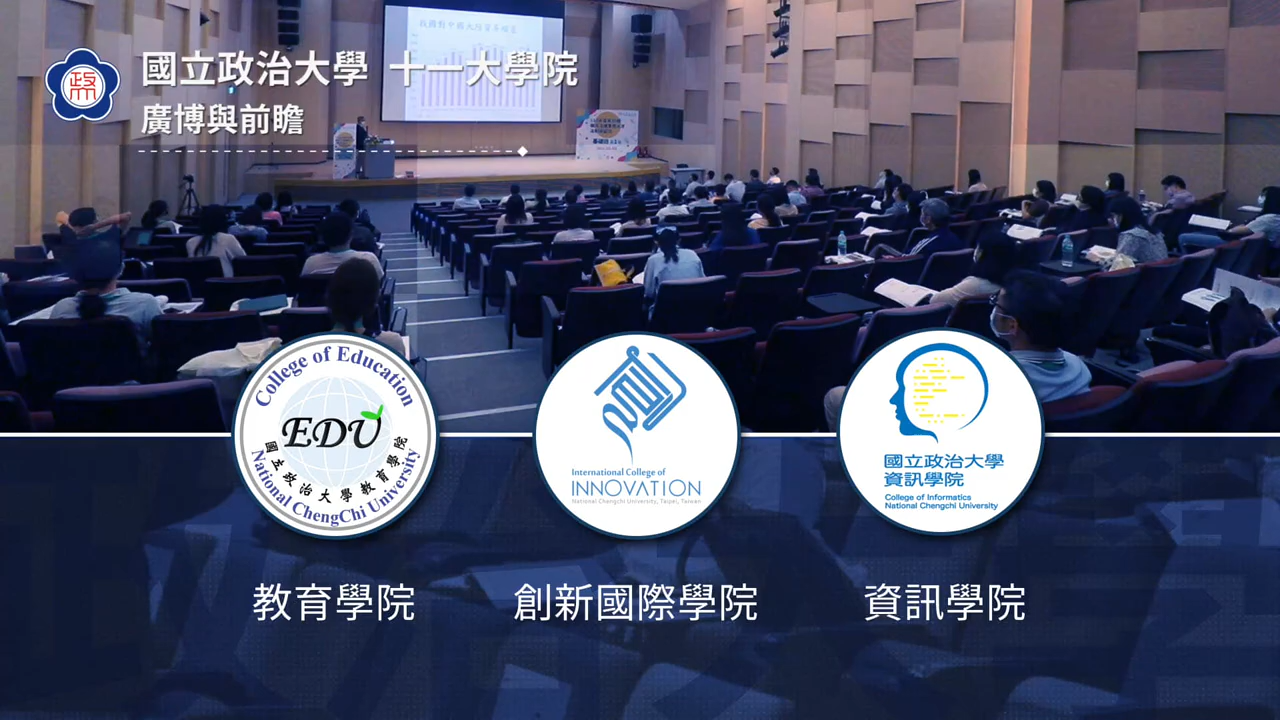 國立政治大學 十一大學院
廣博與前瞻
政大
College of Education
EDU
國立政治大學教育學院
National ChengChi University
International College of
INNOVATION
National Chengchi University, Taipei, Taiwan
國立政治大學
資訊學院
College of Informatics
National Chengchi University
教育學院
創新國際學院
資訊學院